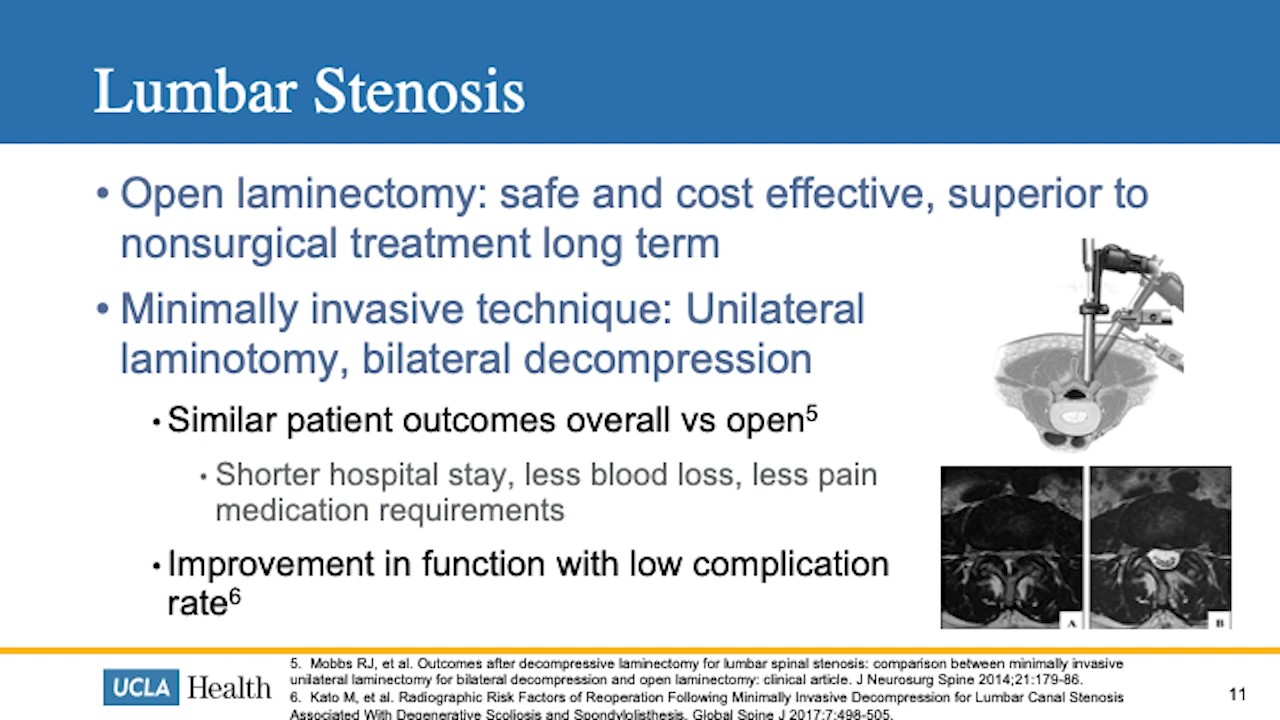 Lumbar Stenosis
• Open laminectomy: safe and cost effective, superior to
nonsurgical treatment long term
• Minimally invasive technique: Unilateral
laminotomy, bilateral decompression
• Similar patient outcomes overall vs open5
• Shorter hospital stay, less blood loss, less pain
medication requirements
• Improvement in function with low complication
rate6
A
B
5. Mobbs RJ, et al. Outcomes after decompressive laminectomy for lumbar spinal stenosis: comparison between minimally invasive
unilateral laminectomy for bilateral decompression and open laminectomy: clinical article. J Neurosurg Spine 2014;21:179-86.
6. Kato M, et al. Radiographic Risk Factors of Reoperation Following Minimally Invasive Decompression for Lumbar Canal Stenosis
Associated With Degenerative Scoliosis and Spondylolisthesis. Global Spine J 2017;7:498-505.
UCLA Health
11